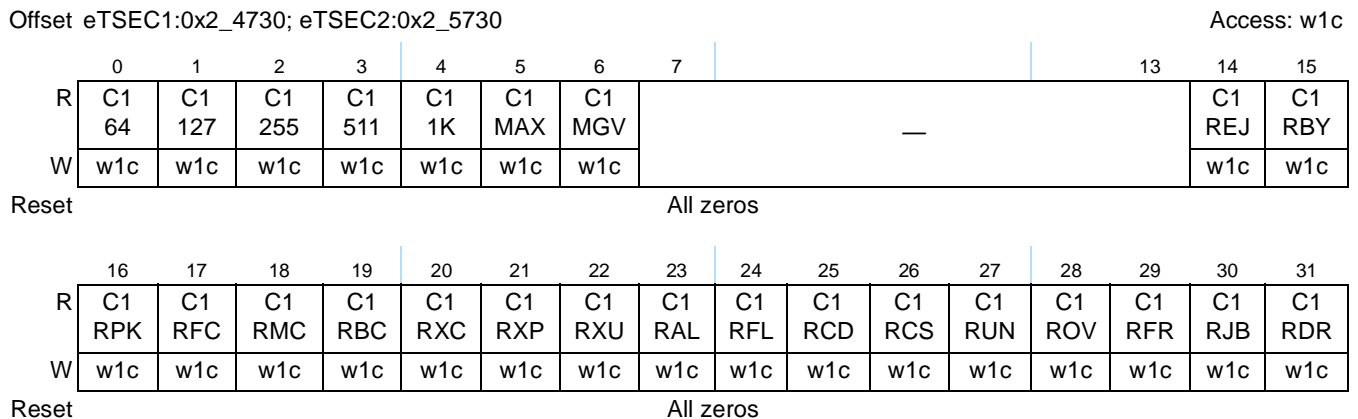 Offset eTSEC1:0x2_4730; eTSEC2:0x2_5730 Access: w1c
0 1 2 3 4 5 6 7 13 14 15
R C1 C1 C1 C1 C1 C1 C1 — C1 C1
64 127 255 511 1K MAX MGV REJ RBY
W w1c w1c w1c w1c w1c w1c w1c w1c w1c
Reset All zeros
16 17 18 19 20 21 22 23 24 25 26 27 28 29 30 31
R C1 C1 C1 C1 C1 C1 C1 C1 C1 C1 C1 C1 C1 C1 C1 C1
RPK RFC RMC RBC RXC RXP RXU RAL RFL RCD RCS RUN ROV RFR RJB RDR
W w1c w1c w1c w1c w1c w1c w1c w1c w1c w1c w1c w1c w1c w1c w1c w1c
Reset All zeros